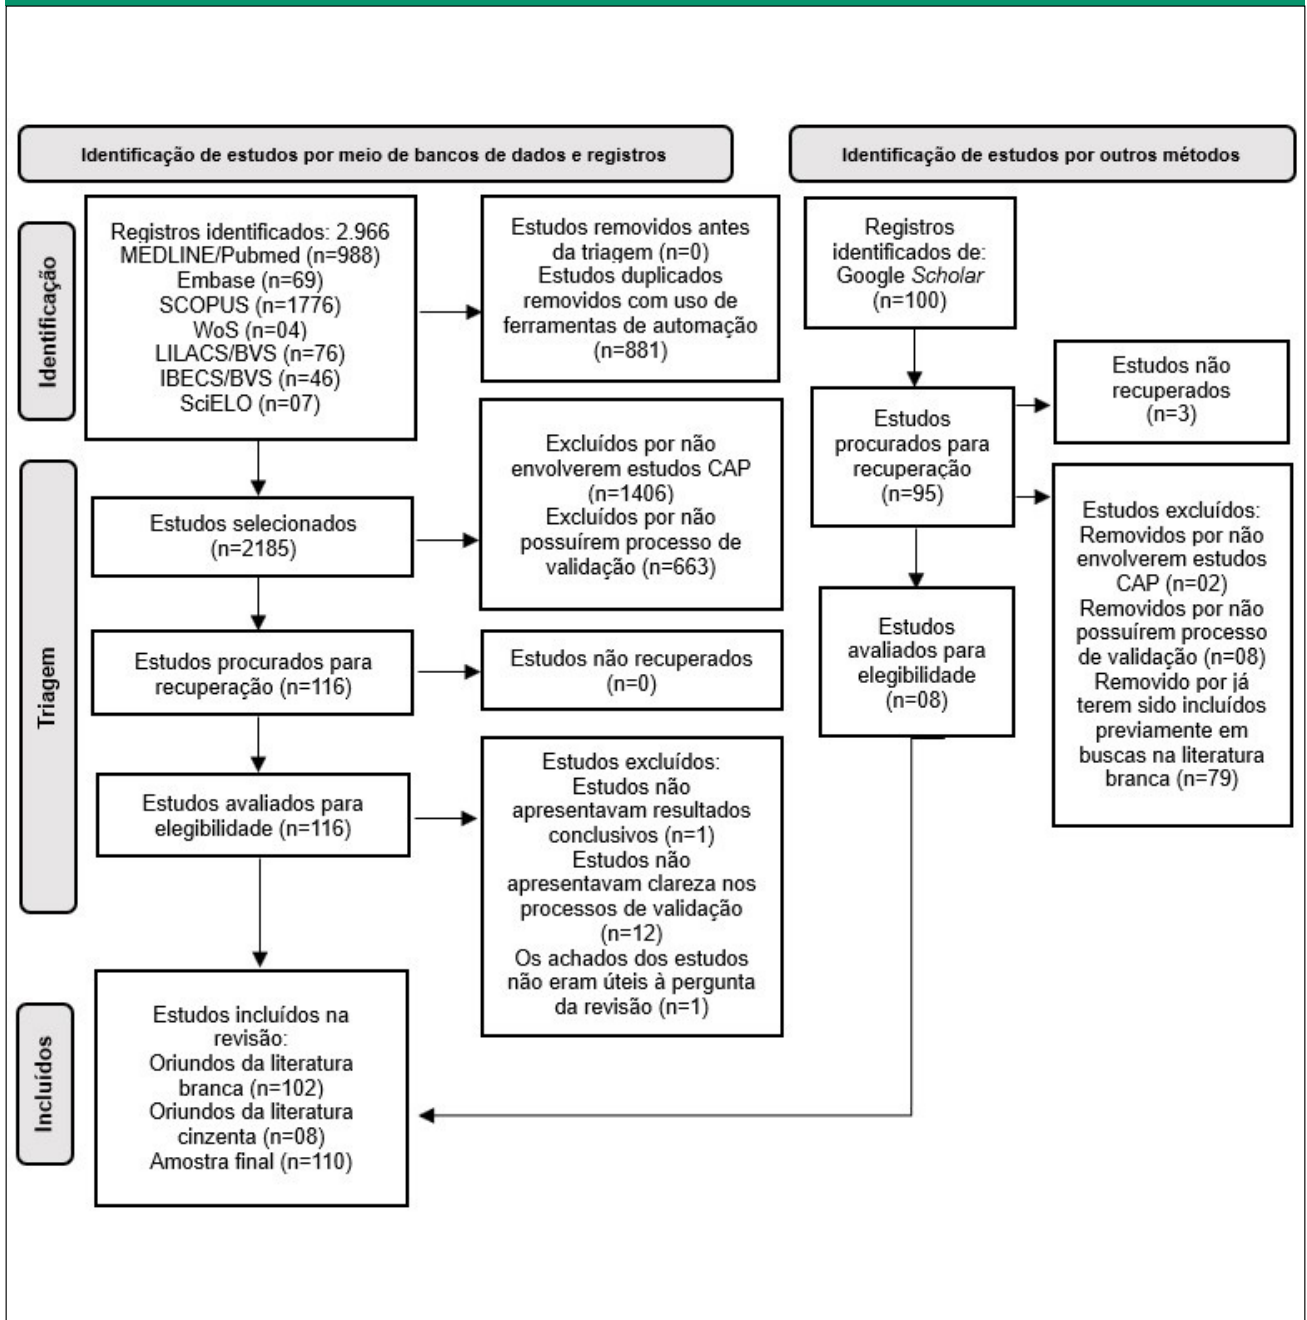 Identificação de estudos por meio de bancos de dados e registros
Identificação de estudos por outros métodos
Identificação
Registros identificados: 2.966
MEDLINE/Pubmed (n=988)
Embase (n=69)
SCOPUS (n=1776)
WoS (n=04)
LILACS/BVS (n=76)
IBECS/BVS (n=46)
SciELO (n=07)
Estudos removidos antes
da triagem (n=0)
Estudos duplicados
removidos com uso de
ferramentas de automação
(n=881)
Registros
identificados de:
Google Scholar
(n=100)
Estudos não
recuperados
(n=3)
Estudos
procurados para
recuperação
(n=95)
Estudos excluídos:
Removidos por não
envolverem estudos
CAP (n=02)
Removidos por não
possuírem processo
de validação (n=08)
Removido por já
terem sido incluídos
previamente em
buscas na literatura
branca (n=79)
Estudos
avaliados para
elegibilidade
(n=08)
Triagem
Estudos selecionados
(n=2185)
Excluídos por não
envolverem estudos CAP
(n=1406)
Excluídos por não
possuírem processo de
validação (n=663)
Estudos procurados para
recuperação (n=116)
Estudos não recuperados
(n=0)
Estudos avaliados para
elegibilidade (n=116)
Estudos excluídos:
Estudos não
apresentavam resultados
conclusivos (n=1)
Estudos não
apresentavam clareza nos
processos de validação
(n=12)
Os achados dos estudos
não eram úteis à pergunta
da revisão (n=1)
Incluídos
Estudos incluídos na
revisão:
Oriundos da literatura
branca (n=102)
Oriundos da literatura
cinzenta (n=08)
Amostra final (n=110)